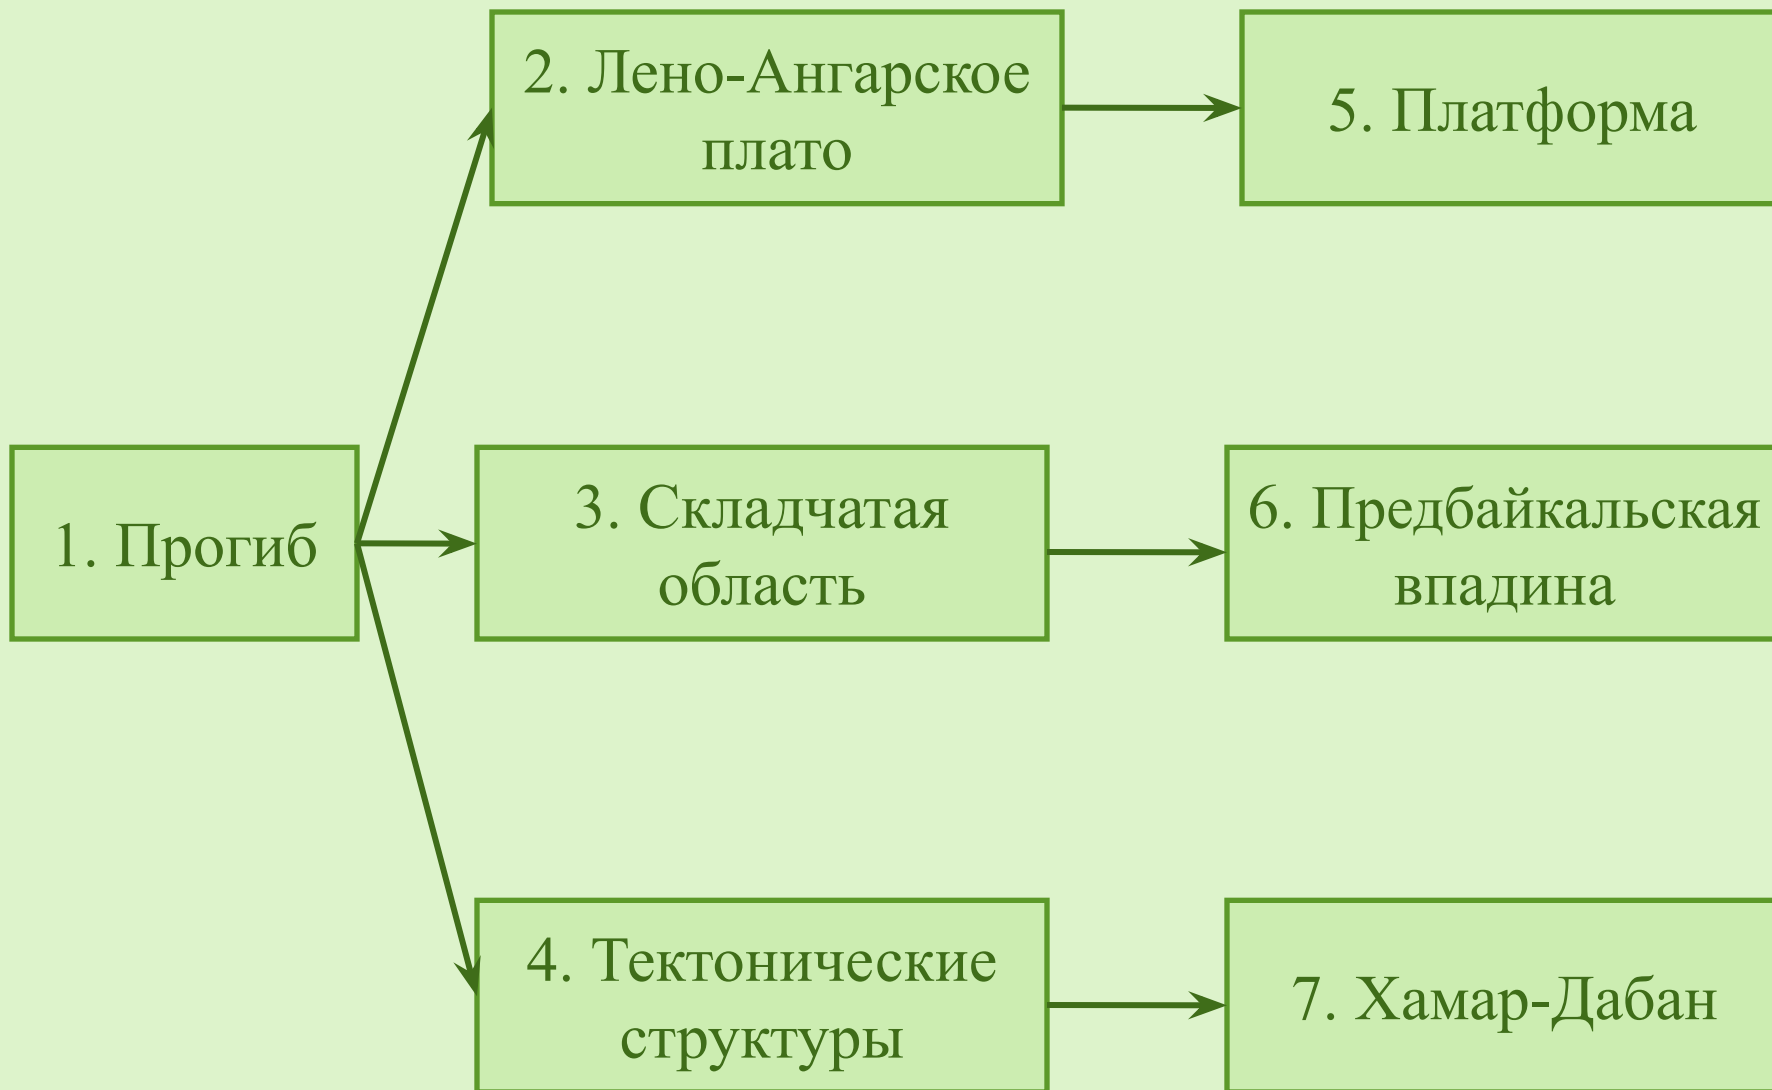 2. Лено-Ангарское
плато
5. Платформа
1. Прогиб
3. Складчатая
область
6. Предбайкальская
впадина
4. Тектонические
структуры
7. Хамар-Дабан